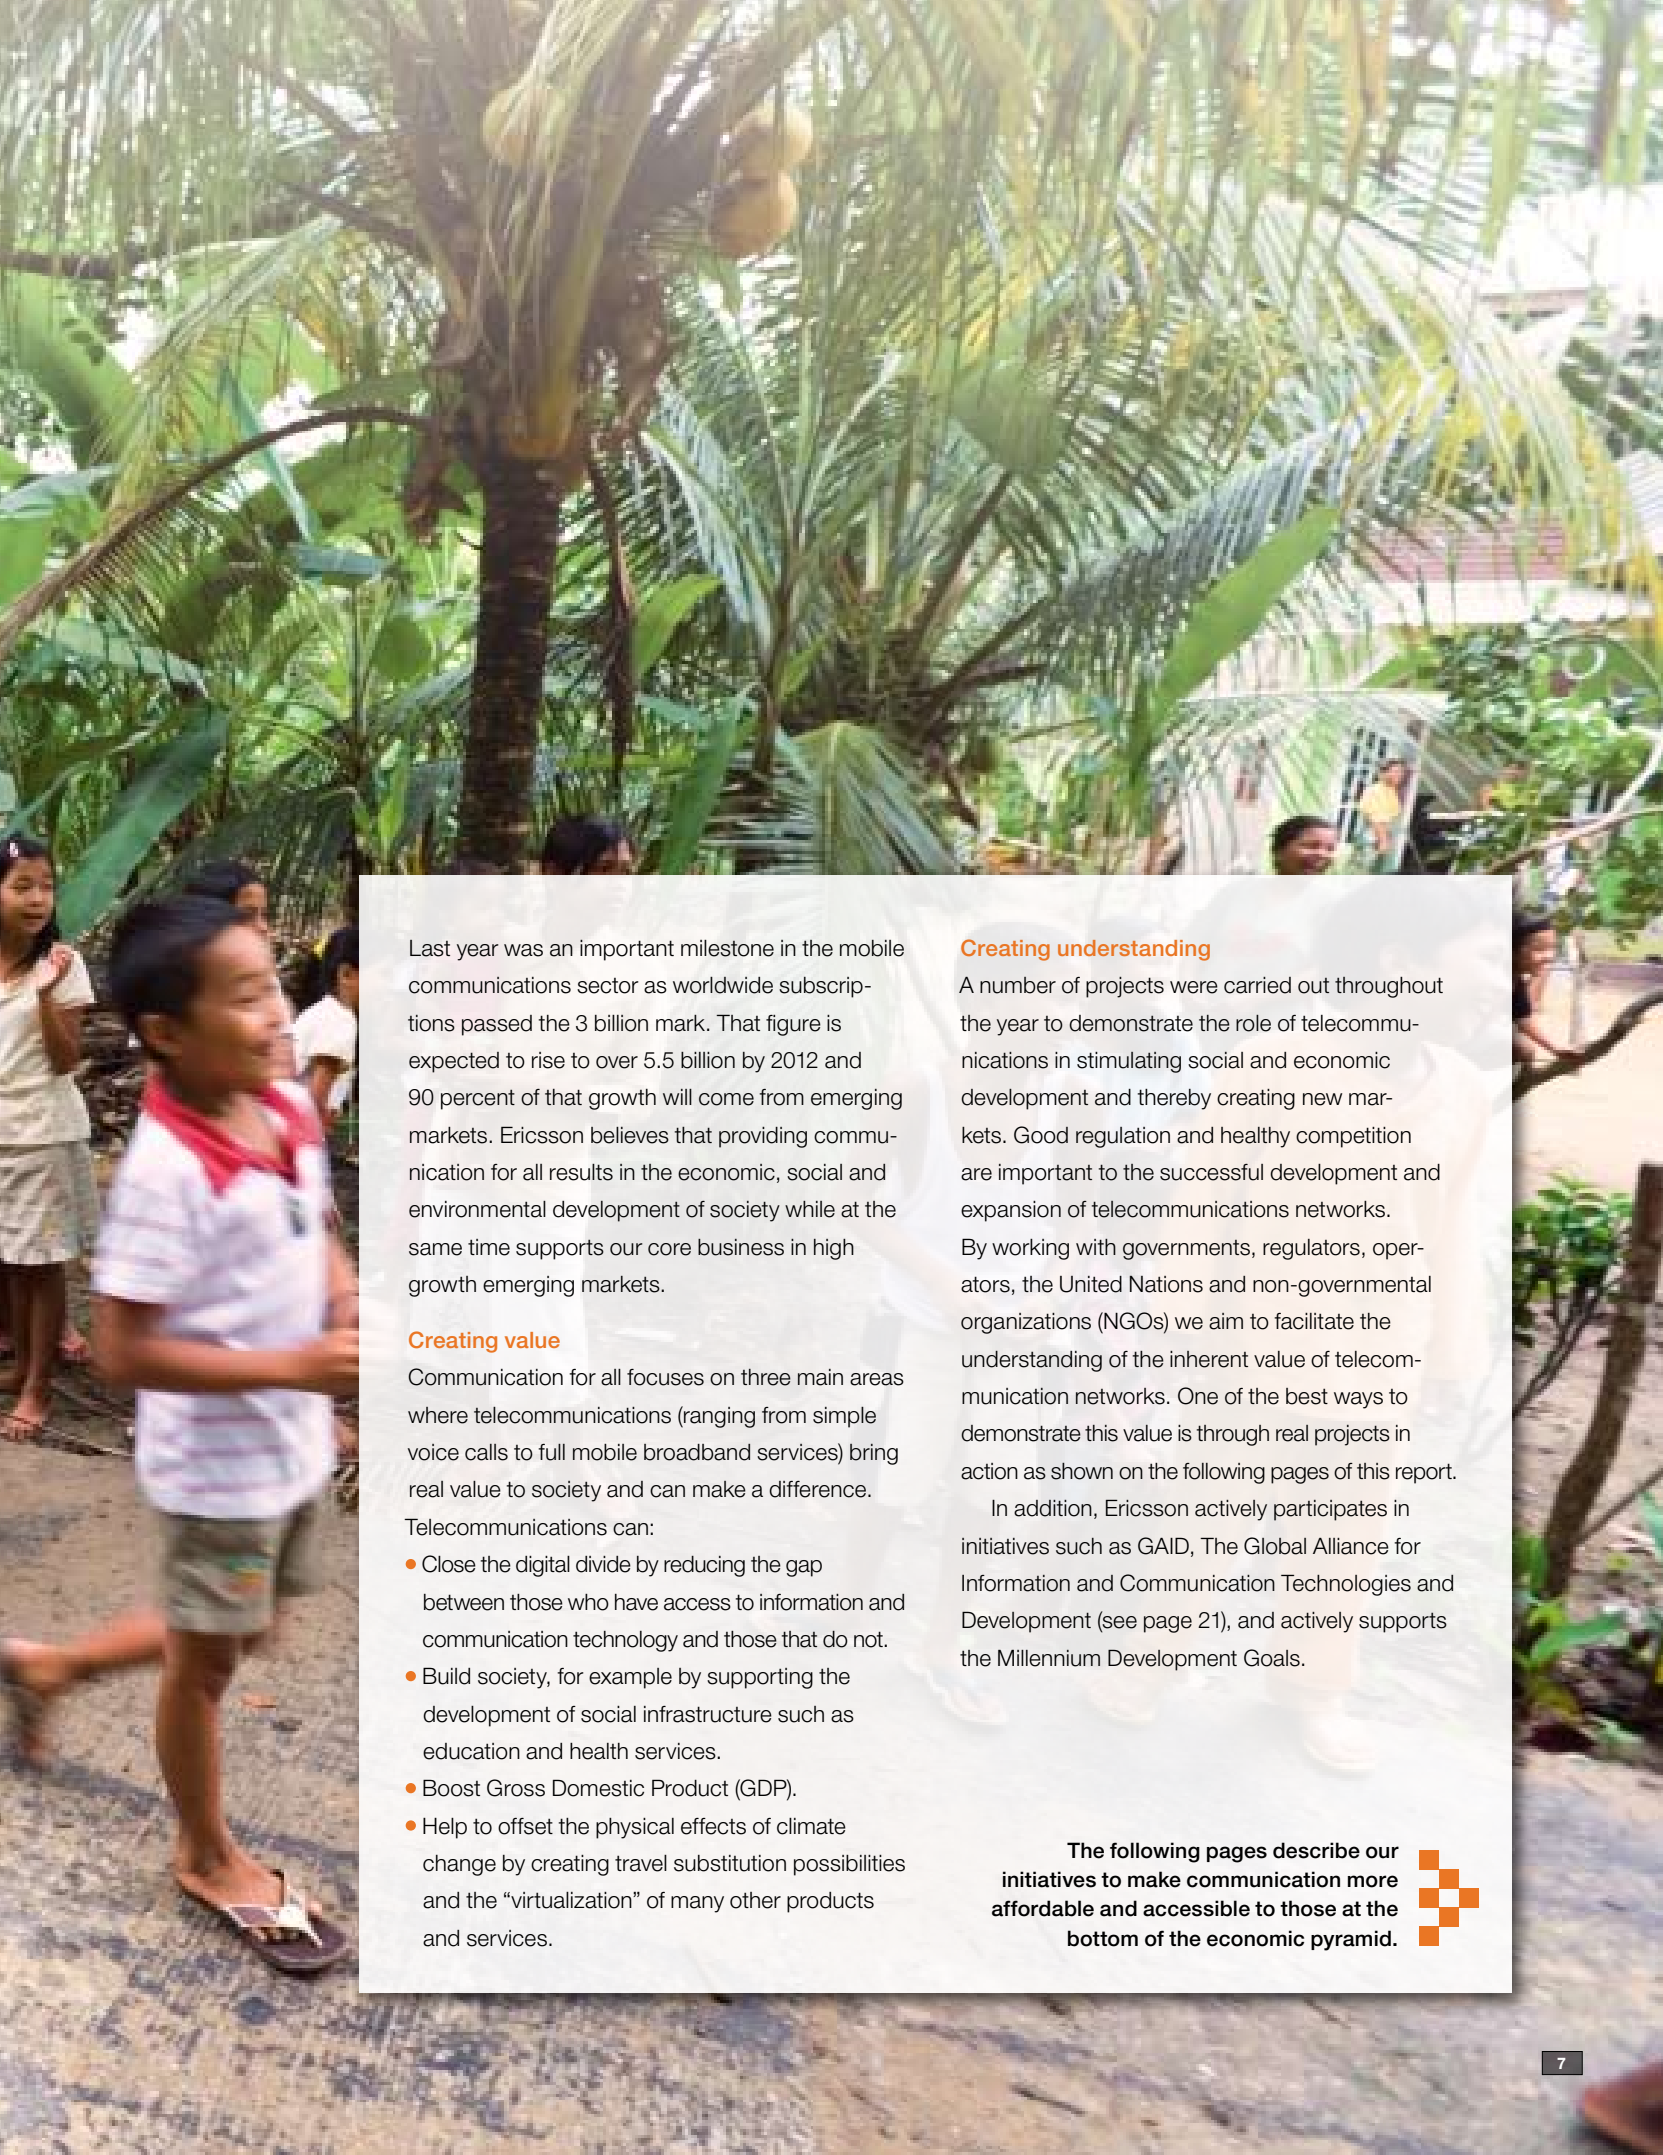 Last year was an important milestone in the mobile
communications sector as worldwide subscrip-
tions passed the 3 billion mark. That figure is
expected to rise to over 5.5 billion by 2012 and
90 percent of that growth will come from emerging
markets. Ericsson believes that providing commu-
nication for all results in the economic, social and
environmental development of society while at the
same time supports our core business in high
growth emerging markets.
Creating value
Communication for all focuses on three main areas
where telecommunications (ranging from simple
voice calls to full mobile broadband services) bring
real value to society and can make a difference.
Telecommunications can:
• Close the digital divide by reducing the gap
between those who have access to information and
communication technology and those that do not.
• Build society, for example by supporting the
development of social infrastructure such as
education and health services.
• Boost Gross Domestic Product (GDP).
• Help to offset the physical effects of climate
change by creating travel substitution possibilities
and the “virtualization” of many other products
and services.
Creating understanding
A number of projects were carried out throughout
the year to demonstrate the role of telecommu-
nications in stimulating social and economic
development and thereby creating new mar-
kets. Good regulation and healthy competition
are important to the successful development and
expansion of telecommunications networks.
By working with governments, regulators, oper-
ators, the United Nations and non-governmental
organizations (NGOs) we aim to facilitate the
understanding of the inherent value of telecom-
munication networks. One of the best ways to
demonstrate this value is through real projects in
action as shown on the following pages of this report.
In addition, Ericsson actively participates in
initiatives such as GAID, The Global Alliance for
Information and Communication Technologies and
Development (see page 21), and actively supports
the Millennium Development Goals.
The following pages describe our
initiatives to make communication more
affordable and accessible to those at the
bottom of the economic pyramid.
7